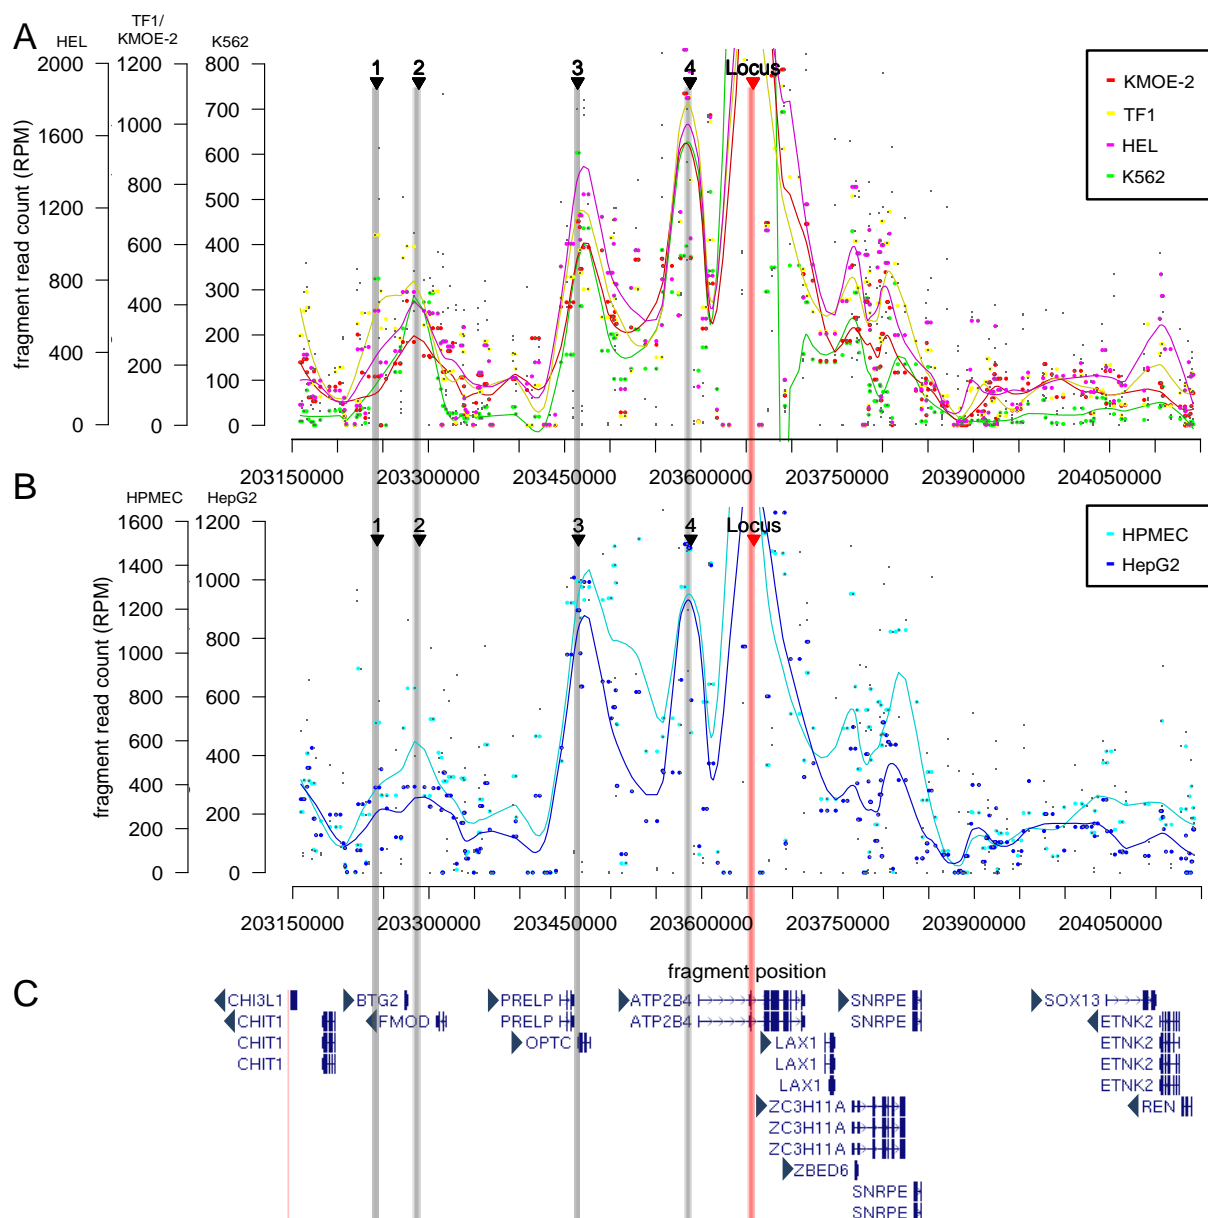 A
HEL
TF1/
KMOE-2
K562
2000
1600
1200
800
400
0
1200
1000
800
600
400
200
0
800
700
600
500
400
300
200
100
0
fragment read count (RPM)
1
2
3
4
Locus
KMOE-2
TF1
HEL
K562
203150000
203300000
203450000
203600000
203750000
203900000
204050000
B
HPMEC
HepG2
1600
1400
1200
1000
800
600
400
200
0
1200
1000
800
600
400
200
0
fragment read count (RPM)
1
2
3
4
Locus
HPMEC
HepG2
203150000
203300000
203450000
203600000
203750000
203900000
204050000
fragment position
C
CHI3L1 BTG2 PRELP ATP2B4 SNRPE SOX13
CHIT1 FMOD PRELP ATP2B4 SNRPE ETNK2
CHIT1 OPTC LAX1 ETNK2
CHIT1 LAX1 ETNK2
LAX1 ETNK2
ZC3H11A REN
ZC3H11A
ZC3H11A
ZBED6
SNRPE
SNRPE